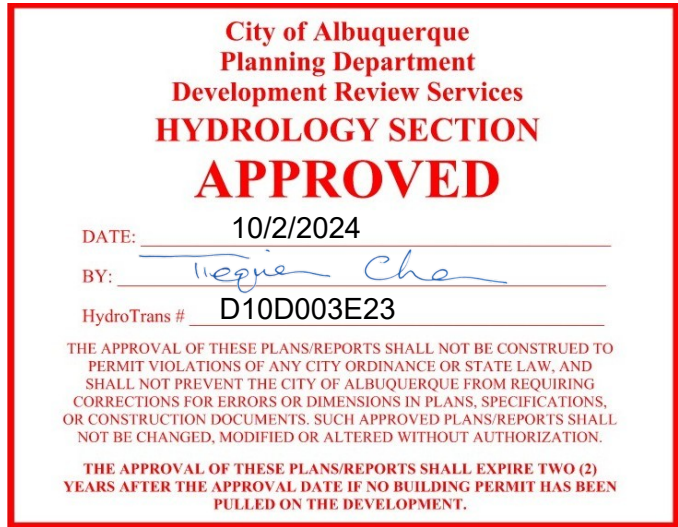 City of Albuquerque
Planning Department
Development Review Services
HYDROLOGY SECTION
APPROVED
DATE: 10/2/2024
BY:
HydroTrans # D10D003E23
THE APPROVAL OF THESE PLANS/REPORTS SHALL NOT BE CONSTRUED TO
PERMIT VIOLATIONS OF ANY CITY ORDINANCE OR STATE LAW, AND
SHALL NOT PREVENT THE CITY OF ALBUQUERQUE FROM REQUIRING
CORRECTIONS FOR ERRORS OR DIMENSIONS IN PLANS, SPECIFICATIONS,
OR CONSTRUCTION DOCUMENTS. SUCH APPROVED PLANS/REPORTS SHALL
NOT BE CHANGED, MODIFIED OR ALTERED WITHOUT AUTHORIZATION.
THE APPROVAL OF THESE PLANS/REPORTS SHALL EXPIRE TWO (2)
YEARS AFTER THE APPROVAL DATE IF NO BUILDING PERMIT HAS BEEN
PULLED ON THE DEVELOPMENT.